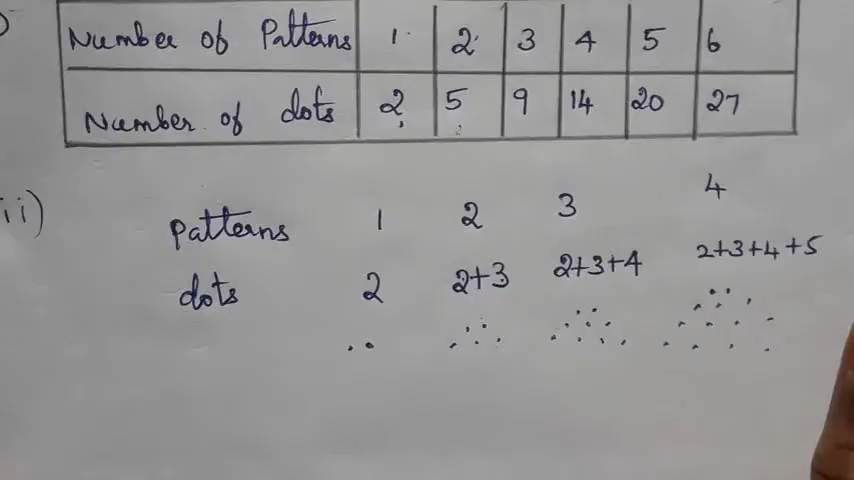 Number of Patterns 1 2 3 4 5 6
Number of dots 2 5 9 14 20 27
ii)
Patterns 1 2 3 4
dots 2 2+3 2+3+4 2+3+4+5